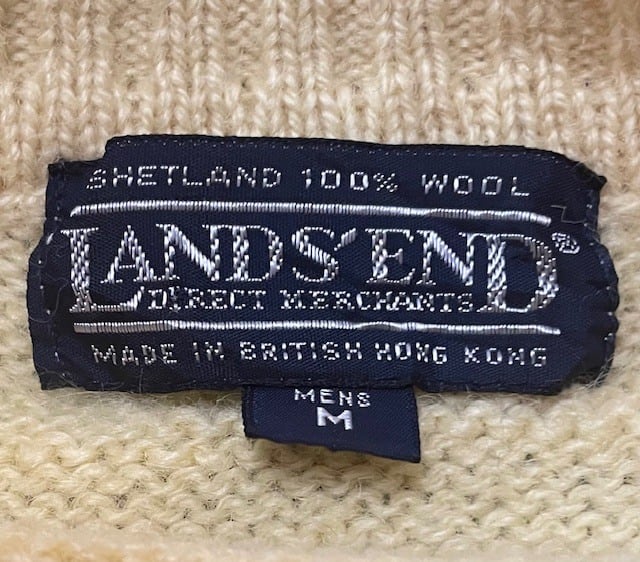 SHETLAND 100% WOOL
LANDS' END®
DIRECT MERCHANTS
MADE IN BRITISH HONG KONG
MENS
M